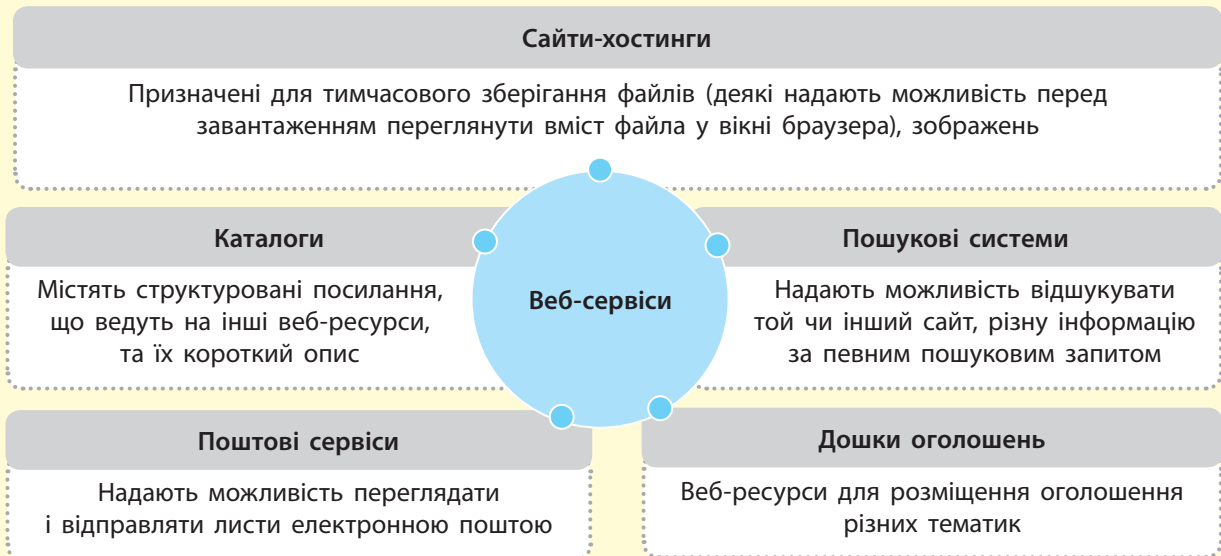 Сайти-хостинги
Призначені для тимчасового зберігання файлів (деякі надають можливість перед
завантаженням переглянути вміст файла у вікні браузера), зображень
Каталоги
Містять структуровані посилання,
що ведуть на інші веб-ресурси,
та їх короткий опис
Веб-сервіси
Пошукові системи
Надають можливість відшукувати
той чи інший сайт, різну інформацію
за певним пошуковим запитом
Поштові сервіси
Надають можливість переглядати
і відправляти листи електронною поштою
Дошки оголошень
Веб-ресурси для розміщення оголошення
різних тематик